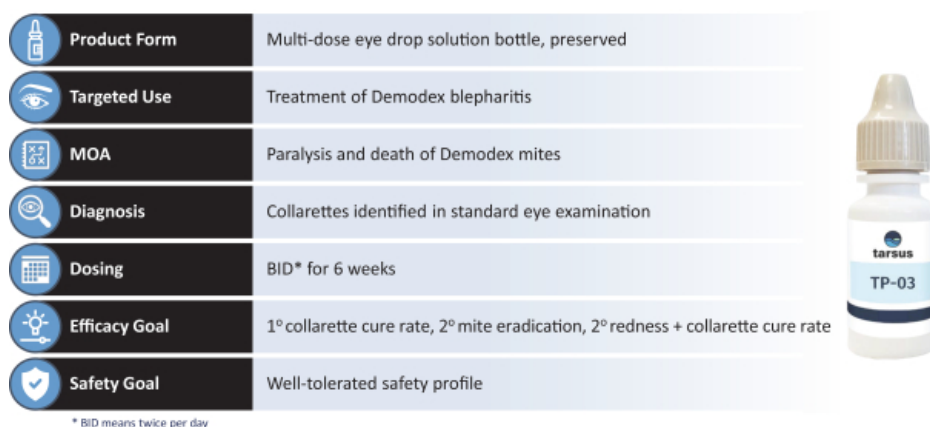 Product Form
Multi-dose eye drop solution bottle, preserved
Targeted Use
Treatment of Demodex blepharitis
MOA
Paralysis and death of Demodex mites
Diagnosis
Collarettes identified in standard eye examination
Dosing
BID* for 6 weeks
Efficacy Goal
1º collarette cure rate, 2º mite eradication, 2º redness + collarette cure rate
Safety Goal
Well-tolerated safety profile
* BID means twice per day
tarsus
TP-03